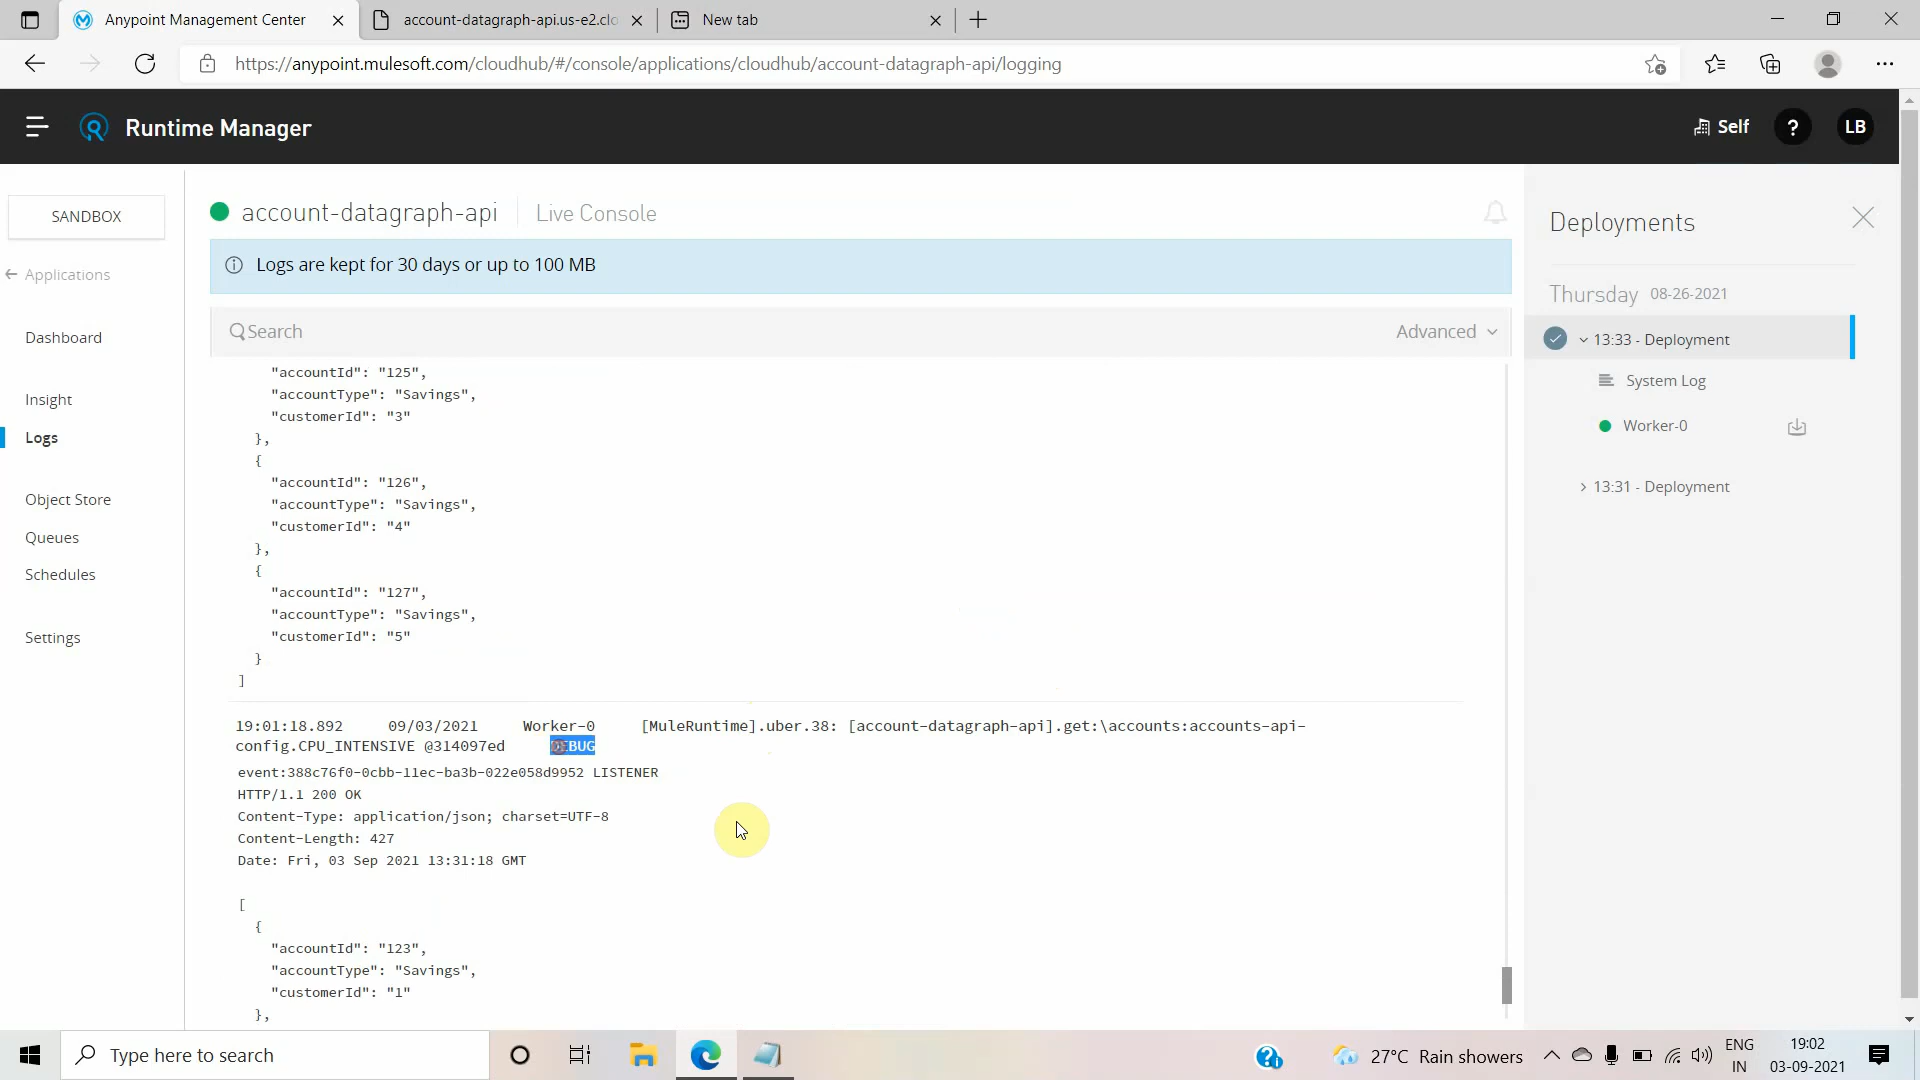 Anypoint Management Center
account-datagraph-api.us-e2.clo
New tab
https://anypoint.mulesoft.com/cloudhub/#/console/applications/cloudhub/account-datagraph-api/logging
Runtime Manager
Self
?
LB
SANDBOX
Applications
Dashboard
Insight
Logs
Object Store
Queues
Schedules
Settings
account-datagraph-api
Live Console
Logs are kept for 30 days or up to 100 MB
Search
Advanced
"accountId": "125",
"accountType": "Savings",
"customerId": "3"
},
{
"accountId": "126",
"accountType": "Savings",
"customerId": "4"
},
{
"accountId": "127",
"accountType": "Savings",
"customerId": "5"
}
]
19:01:18.892 09/03/2021 Worker-0 [MuleRuntime].uber.38: [account-datagraph-api].get:\accounts:accounts-api-
config.CPU_INTENSIVE @314097ed DEBUG
event:388c76f0-0cbb-11ec-ba3b-022e058d9952 LISTENER
HTTP/1.1 200 OK
Content-Type: application/json; charset=UTF-8
Content-Length: 427
Date: Fri, 03 Sep 2021 13:31:18 GMT
[
{
"accountId": "123",
"accountType": "Savings",
"customerId": "1"
},
Deployments
Thursday 08-26-2021
13:33 - Deployment
System Log
Worker-0
13:31 - Deployment
Type here to search
27°C Rain showers
ENG
IN
19:02
03-09-2021